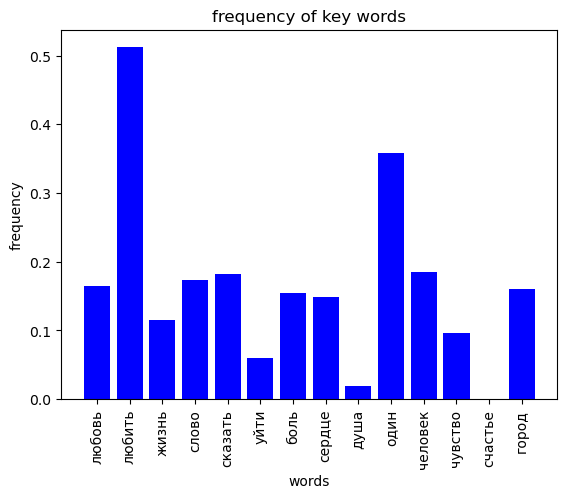 frequency of key words
frequency
0.5
0.4
0.3
0.2
0.1
0.0
любовь
любить
жизнь
слово
сказать
уйти
боль
сердце
душа
один
человек
чувство
счастье
город
words